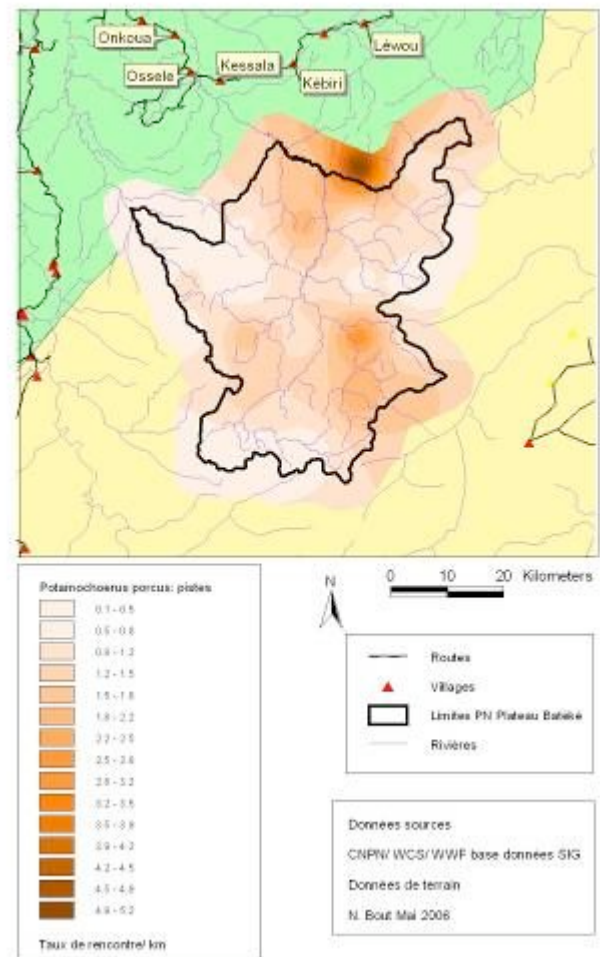 Onkoua
Léwou
Kessala
Ossele
Kébiri
Potamochoerus porcus: pistes
0.1 - 0.5
0.5 - 0.8
0.8 - 1.2
1.2 - 1.5
1.5 - 1.8
1.8 - 2.2
2.2 - 2.5
2.5 - 2.8
2.8 - 3.2
3.2 - 3.5
3.5 - 3.9
3.9 - 4.2
4.2 - 4.5
4.5 - 4.9
4.9 - 5.2
Taux de rencontre/ km
N
0 10 20 Kilometers
Routes
Villages
Limites PN Plateau Batéké
Rivières
Données sources
CNPN/ WCS/ WWF base données SIG
Données de terrain
N. Bout Mai 2006